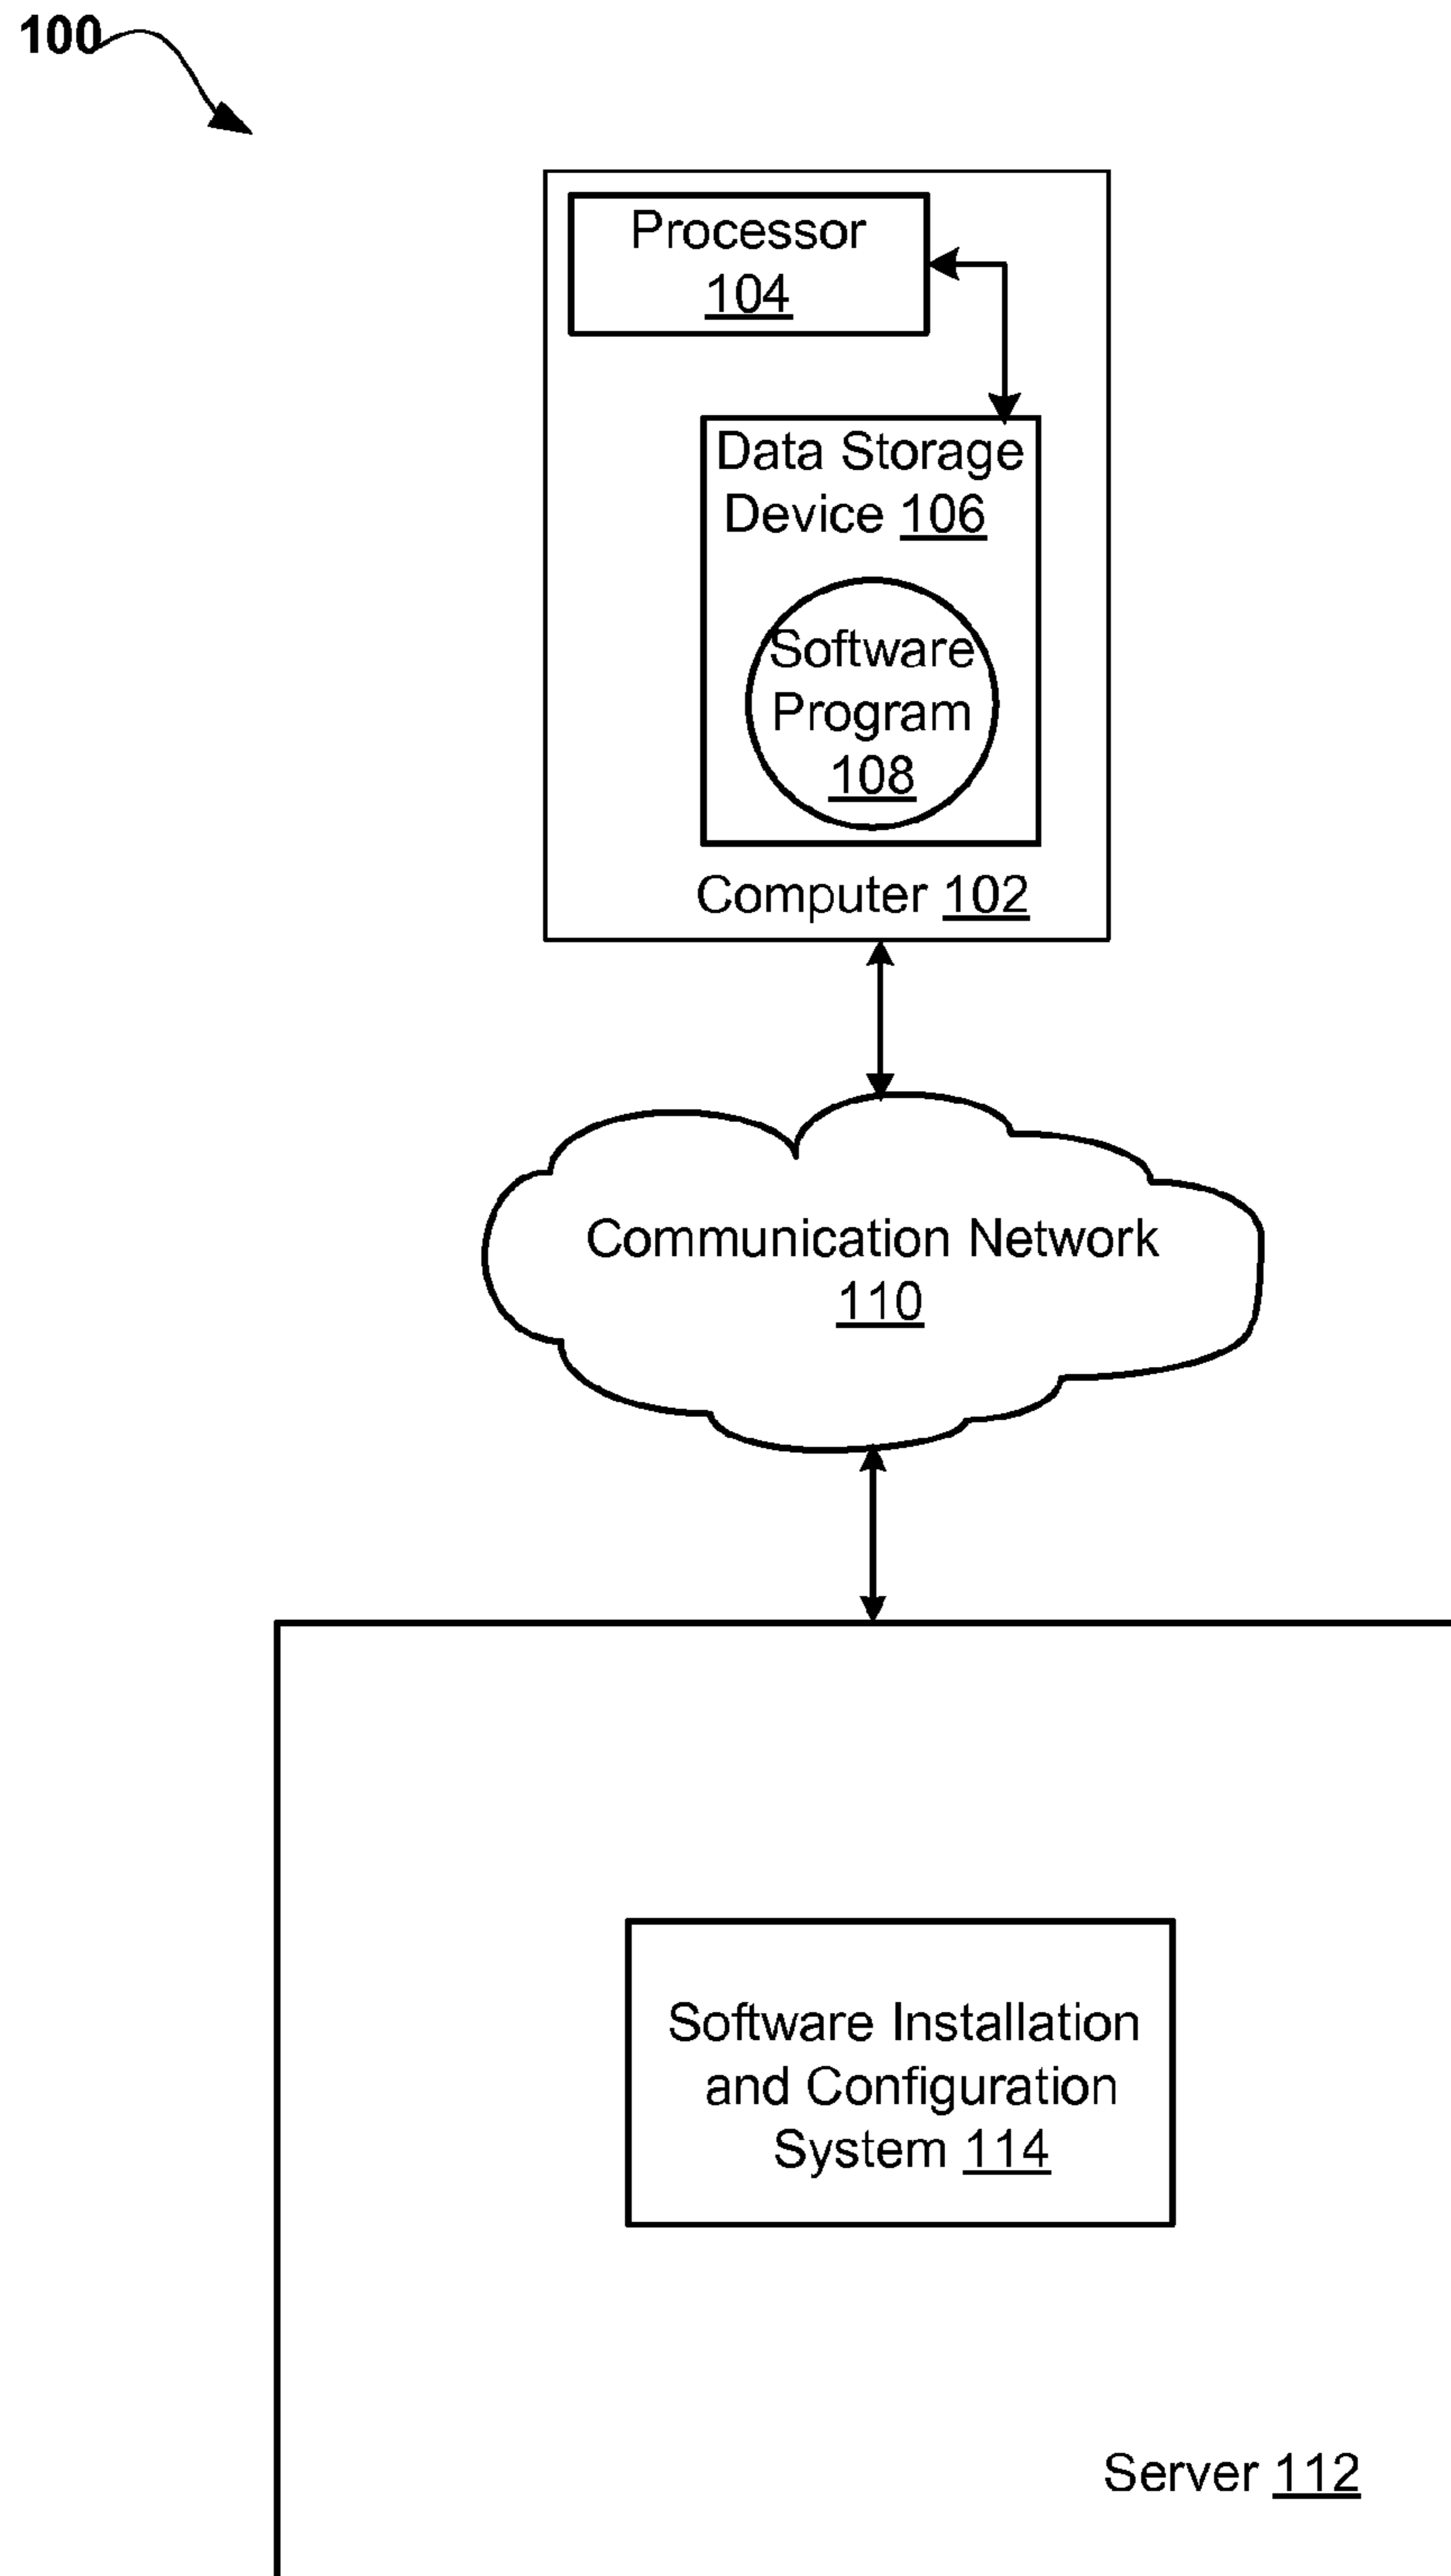 100
Processor
104
Data Storage
Device 106
Software
Program
108
Computer 102
Communication Network
110
Software Installation
and Configuration
System 114
Server 112